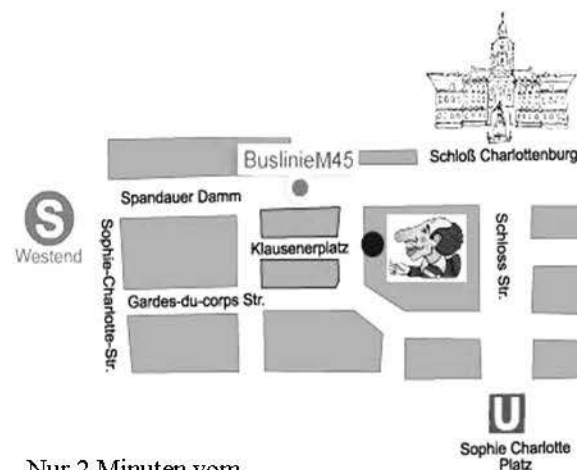 BuslinieM45
Schloß Charlottenburg
Spandauer Damm
S
Westend
Sophie-Charlotte-Str.
Klausenerplatz
Schloss Str.
Gardes-du-corps Str.
U
Sophie Charlotte
Platz
Nur 2 Minuten vom